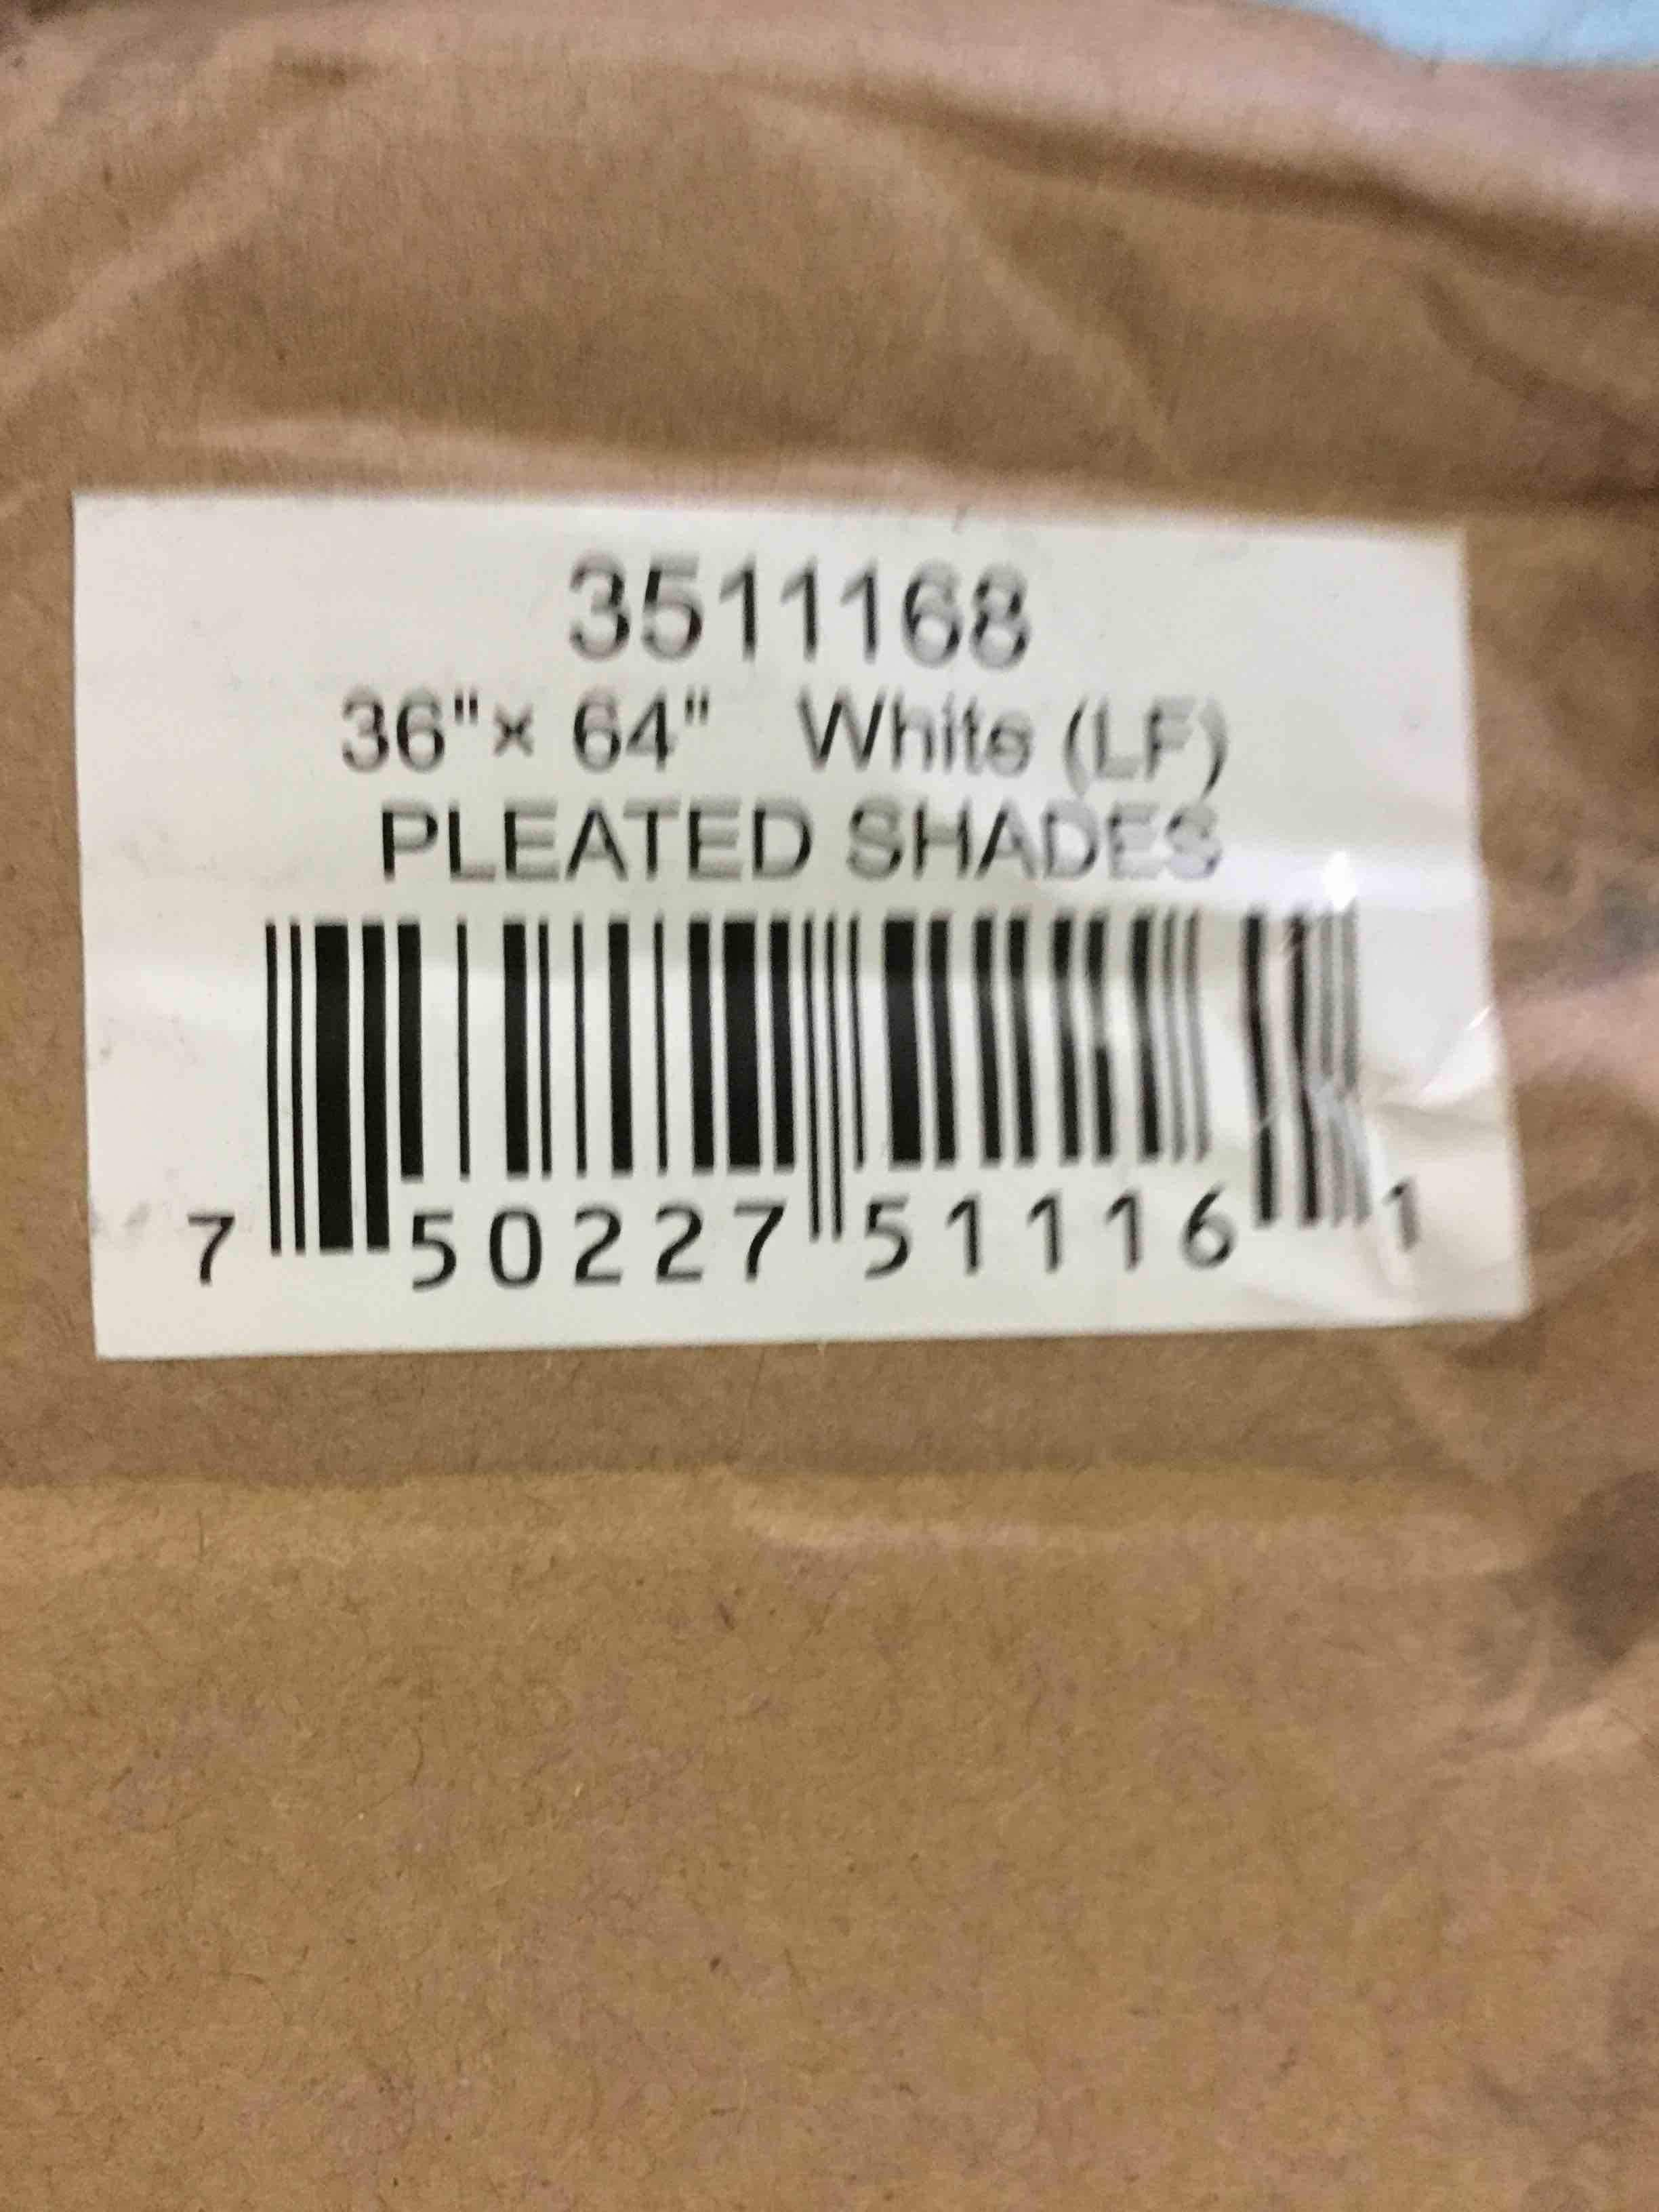 3511168
36"× 64" White (LF)
PLEATED SHADES
7 50227 51116 1